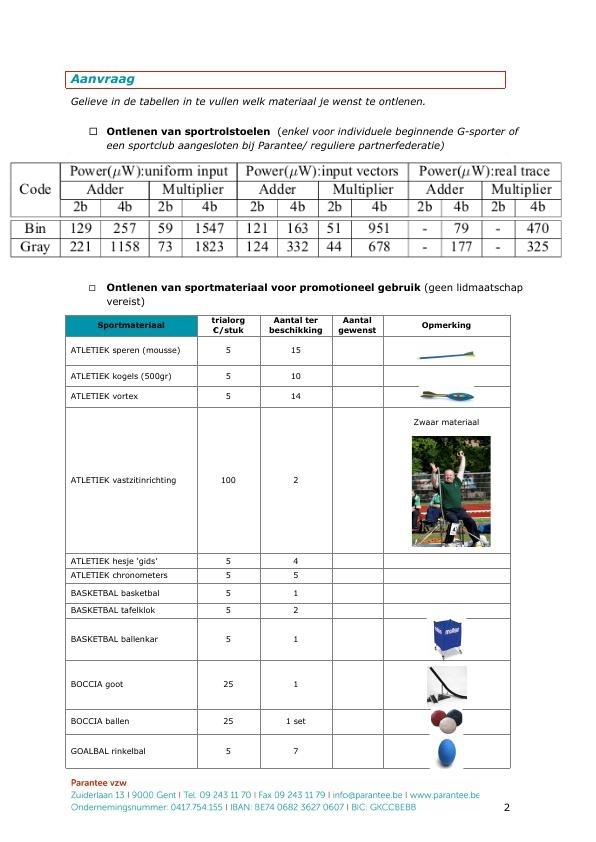 Aanvraag
Gelieve in de tabellen in te vullen welk materiaal je wenst te ontlenen.
☐ Ontlenen van sportrolstoelen (enkel voor individuele beginnende G-sporter of
een sportclub aangesloten bij Parantee/ reguliere partnerfederatie)
Code Power(μW):uniform input Power(μW):input vectors Power(μW):real trace
Adder Multiplier Adder Multiplier Adder Multiplier
2b 4b 2b 4b 2b 4b 2b 4b 2b 4b 2b 4b
Bin 129 257 59 1547 121 163 51 951 - 79 - 470
Gray 221 1158 73 1823 124 332 44 678 - 177 - 325
☐ Ontlenen van sportmateriaal voor promotioneel gebruik (geen lidmaatschap
vereist)
Sportmateriaal trialorg €/stuk Aantal ter beschikking Aantal gewenst Opmerking
ATLETIEK speren (mousse) 5 15
ATLETIEK kogels (500gr) 5 10
ATLETIEK vortex 5 14
ATLETIEK vastzitinrichting 100 2 Zwaar materiaal
ATLETIEK hesje 'gids' 5 4
ATLETIEK chronometers 5 5
BASKETBAL basketbal 5 1
BASKETBAL tafelklok 5 2
BASKETBAL ballenkar 5 1
molten
BOCCIA goot 25 1
BOCCIA ballen 25 1 set
GOALBAL rinkelbal 5 7
Parantee vzw
Zuiderlaan 13 I 9000 Gent I Tel. 09 243 11 70 I Fax 09 243 11 79 I info@parantee.be I www.parantee.be
Ondernemingsnummer: 0417.754.155 I IBAN: BE74 0682 3627 0607 I BIC: GKCCBEBB 2